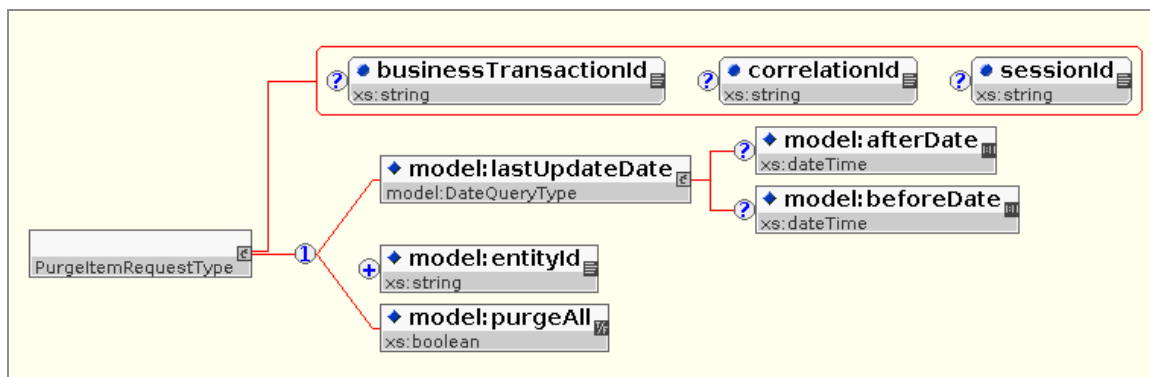 businessTransactionId
xs:string
correlationId
xs:string
sessionId
xs:string
model:lastUpdateDate
model:DateQueryType
model:afterDate
xs:dateTime
model:beforeDate
xs:dateTime
PurgeItemRequestType
1
model:entityId
xs:string
model:purgeAll
xs:boolean